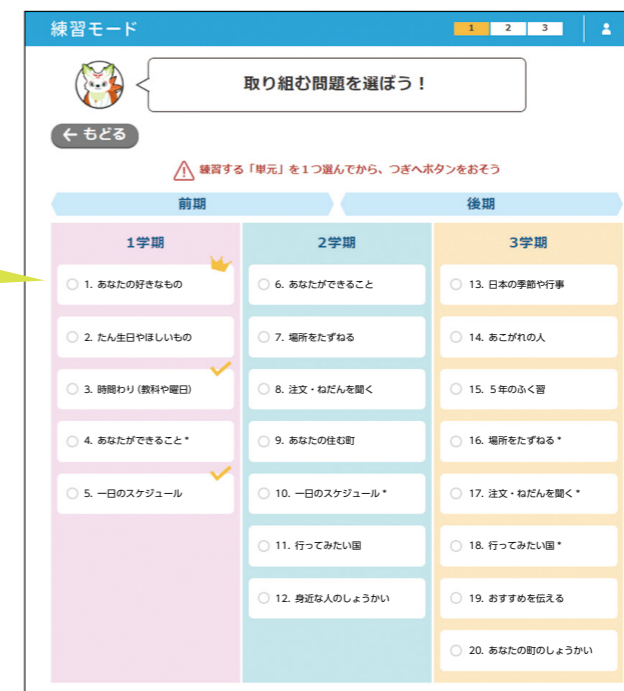 練習モード
1 2 3
取り組む問題を選ぼう！
← もどる
練習する「単元」を１つ選んでから、つぎへボタンをおそう
前期
後期
1学期
1. あなたの好きなもの
2. たん生日やほしいもの
3. 時間わり（教科や曜日）
4. あなたができること*
5. 一日のスケジュール
2学期
6. あなたができること
7. 場所をたずねる
8. 注文・ねだんを聞く
9. あなたの住む町
10. 一日のスケジュール*
11. 行ってみたい国
12. 身近な人のしょうかい
3学期
13. 日本の季節や行事
14. あこがれの人
15. ５年のふく習
16. 場所をたずねる*
17. 注文・ねだんを聞く*
18. 行ってみたい国*
19. おすすめを伝える
20. あなたの町のしょうかい